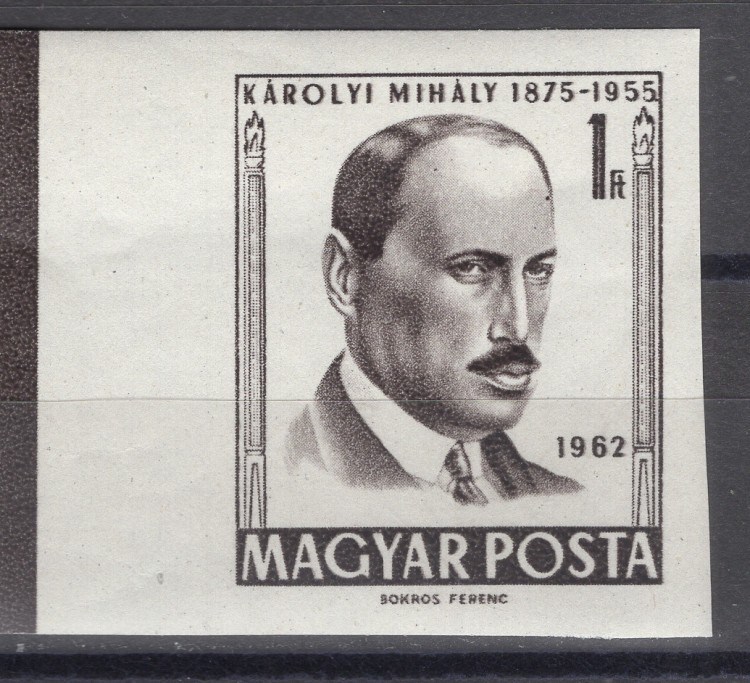 KÁROLYI MIHÁLY 1875-1955
1 Ft
1962
MAGYAR POSTA
BOKROS FERENC